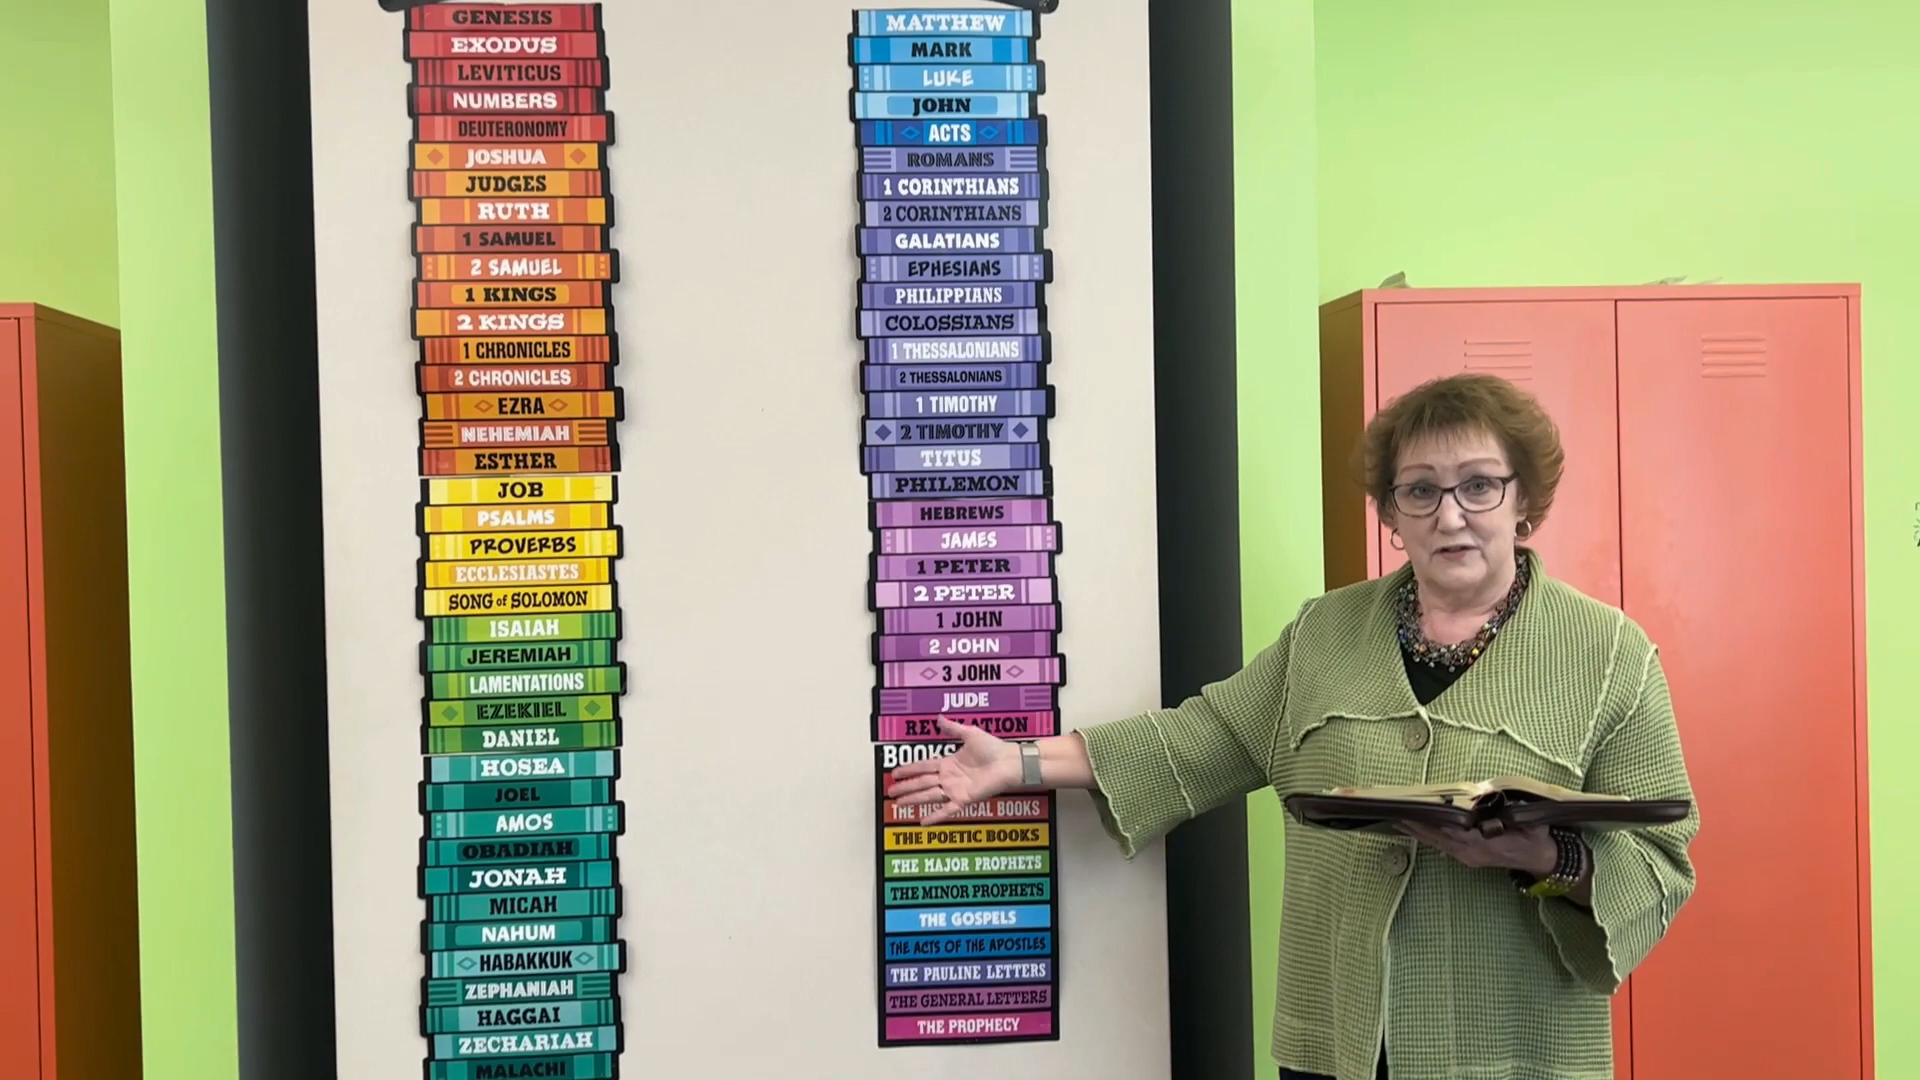 GENESIS
EXODUS
LEVITICUS
NUMBERS
DEUTERONOMY
JOSHUA
JUDGES
RUTH
1 SAMUEL
2 SAMUEL
1 KINGS
2 KINGS
1 CHRONICLES
2 CHRONICLES
EZRA
NEHEMIAH
ESTHER
JOB
PSALMS
PROVERBS
ECCLESIASTES
SONG of SOLOMON
ISAIAH
JEREMIAH
LAMENTATIONS
EZEKIEL
DANIEL
HOSEA
JOEL
AMOS
OBADIAH
JONAH
MICAH
NAHUM
HABAKKUK
ZEPHANIAH
HAGGAI
ZECHARIAH
MALACHI
MATTHEW
MARK
LUKE
JOHN
ACTS
ROMANS
1 CORINTHIANS
2 CORINTHIANS
GALATIANS
EPHESIANS
PHILIPPIANS
COLOSSIANS
1 THESSALONIANS
2 THESSALONIANS
1 TIMOTHY
2 TIMOTHY
TITUS
PHILEMON
HEBREWS
JAMES
1 PETER
2 PETER
1 JOHN
2 JOHN
3 JOHN
JUDE
REVELATION
BOOKS
THE HISTORICAL BOOKS
THE POETIC BOOKS
THE MAJOR PROPHETS
THE MINOR PROPHETS
THE GOSPELS
THE ACTS OF THE APOSTLES
THE PAULINE LETTERS
THE GENERAL LETTERS
THE PROPHECY